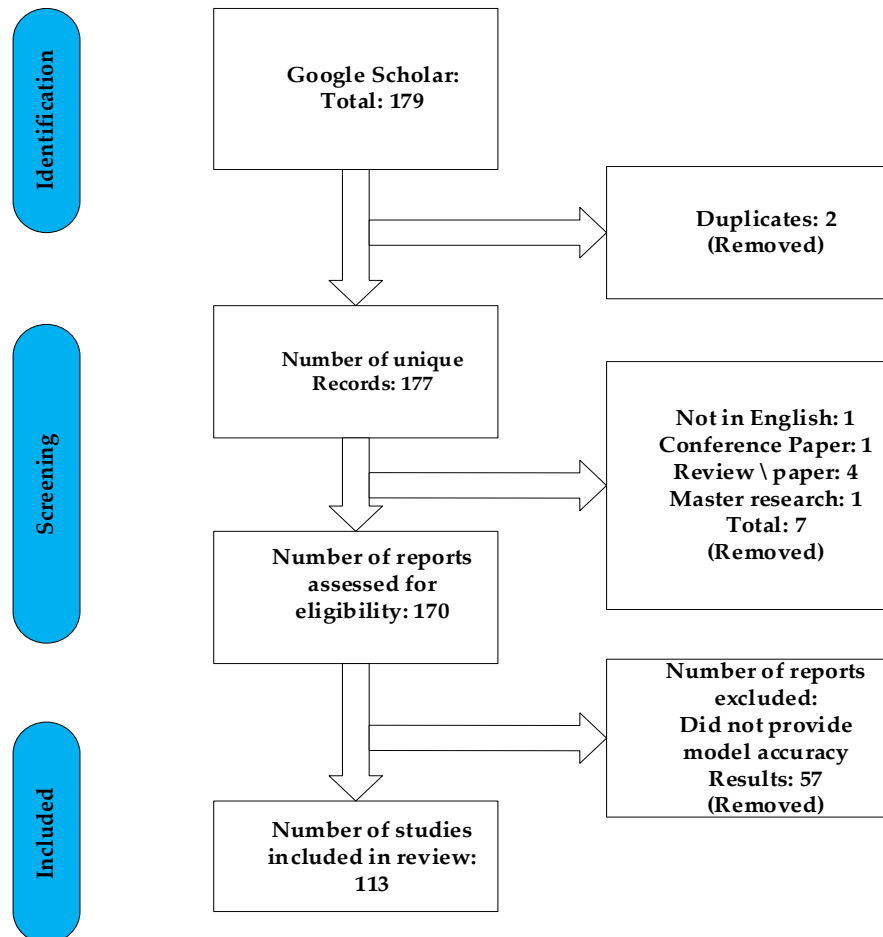 Identification
Google Scholar:
Total: 179
Duplicates: 2
(Removed)
Screening
Number of unique
Records: 177
Not in English: 1
Conference Paper: 1
Review \ paper: 4
Master research: 1
Total: 7
(Removed)
Number of reports
assessed for
eligibility: 170
Number of reports
excluded:
Did not provide
model accuracy
Results: 57
(Removed)
Included
Number of studies
included in review:
113